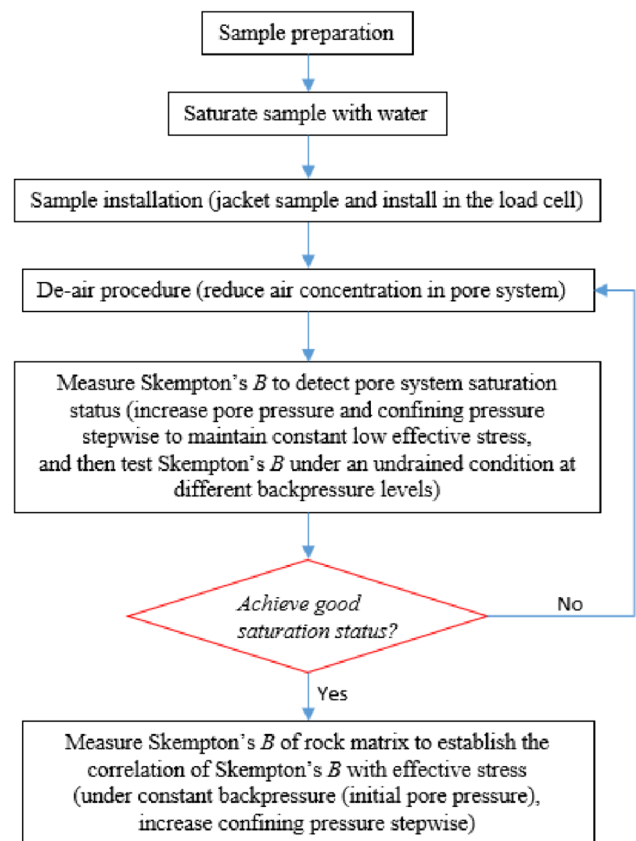 Sample preparation
Saturate sample with water
Sample installation (jacket sample and install in the load cell)
De-air procedure (reduce air concentration in pore system)
Measure Skempton's B to detect pore system saturation
status (increase pore pressure and confining pressure
stepwise to maintain constant low effective stress,
and then test Skempton's B under an undrained condition at
different backpressure levels)
Achieve good
saturation status?
No
Yes
Measure Skempton's B of rock matrix to establish the
correlation of Skempton's B with effective stress
(under constant backpressure (initial pore pressure),
increase confining pressure stepwise)